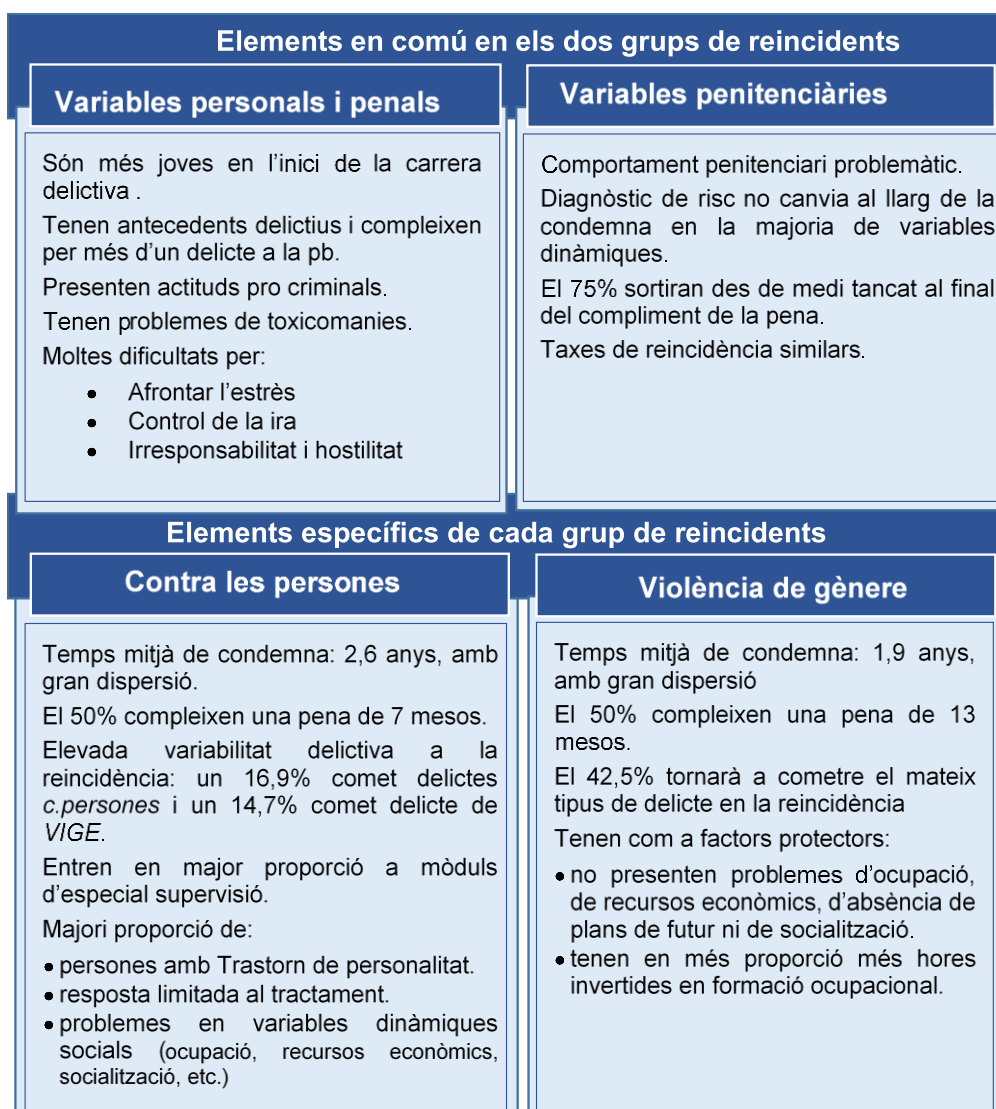 Elements en comú en els dos grups de reincidents
Variables personals i penals
Són més joves en l’inici de la carrera
delictiva .
Tenen antecedents delictius i compleixen
per més d’un delicte a la pb.
Presenten actituds pro criminals.
Tenen problemes de toxicomanies.
Moltes dificultats per:
• Afrontar l’estrès
• Control de la ira
• Irresponsabilitat i hostilitat
Variables penitenciàries
Comportament penitenciari problemàtic.
Diagnòstic de risc no canvia al llarg de la
condemna en la majoria de variables
dinàmiques.
El 75% sortiran des de medi tancat al final
del compliment de la pena.
Taxes de reincidència similars.
Elements específics de cada grup de reincidents
Contra les persones
Temps mitjà de condemna: 2,6 anys, amb
gran dispersió.
El 50% compleixen una pena de 7 mesos.
Elevada variabilitat delictiva a la
reincidència: un 16,9% comet delictes
c.persones i un 14,7% comet delicte de
VIGE.
Entren en major proporció a mòduls
d’especial supervisió.
Majori proporció de:
• persones amb Trastorn de personalitat.
• resposta limitada al tractament.
• problemes en variables dinàmiques
socials (ocupació, recursos econòmics,
socialització, etc.)
Violència de gènere
Temps mitjà de condemna: 1,9 anys,
amb gran dispersió
El 50% compleixen una pena de 13
mesos.
El 42,5% tornarà a cometre el mateix
tipus de delicte en la reincidència
Tenen com a factors protectors:
• no presenten problemes d’ocupació,
de recursos econòmics, d’absència de
plans de futur ni de socialització.
• tenen en més proporció més hores
invertides en formació ocupacional.